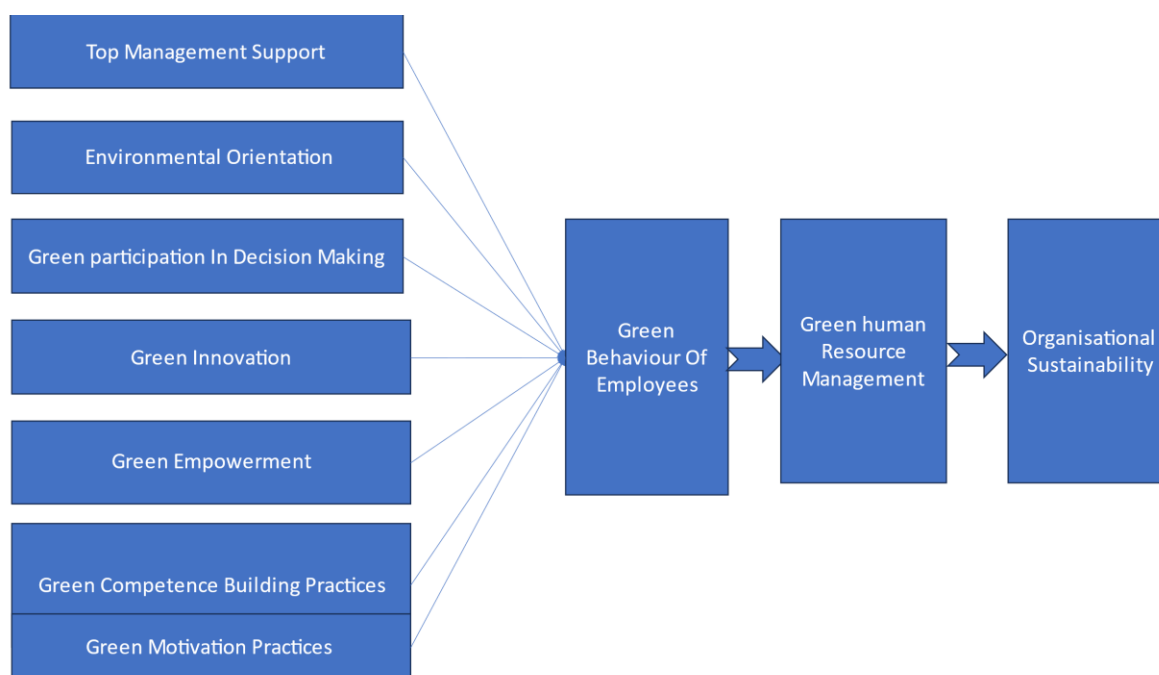 Top Management Support
Environmental Orientation
Green participation In Decision Making
Green Innovation
Green Empowerment
Green Competence Building Practices
Green Motivation Practices
Green
Behaviour Of
Employees
Green human
Resource
Management
Organisational
Sustainability